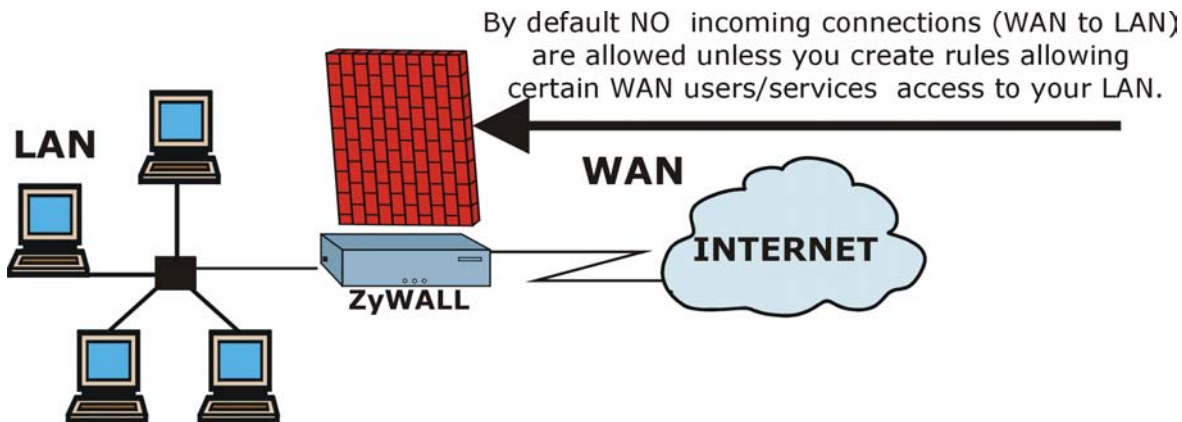 By default NO incoming connections (WAN to LAN)
are allowed unless you create rules allowing
certain WAN users/services access to your LAN.
LAN
WAN
INTERNET
ZyWALL